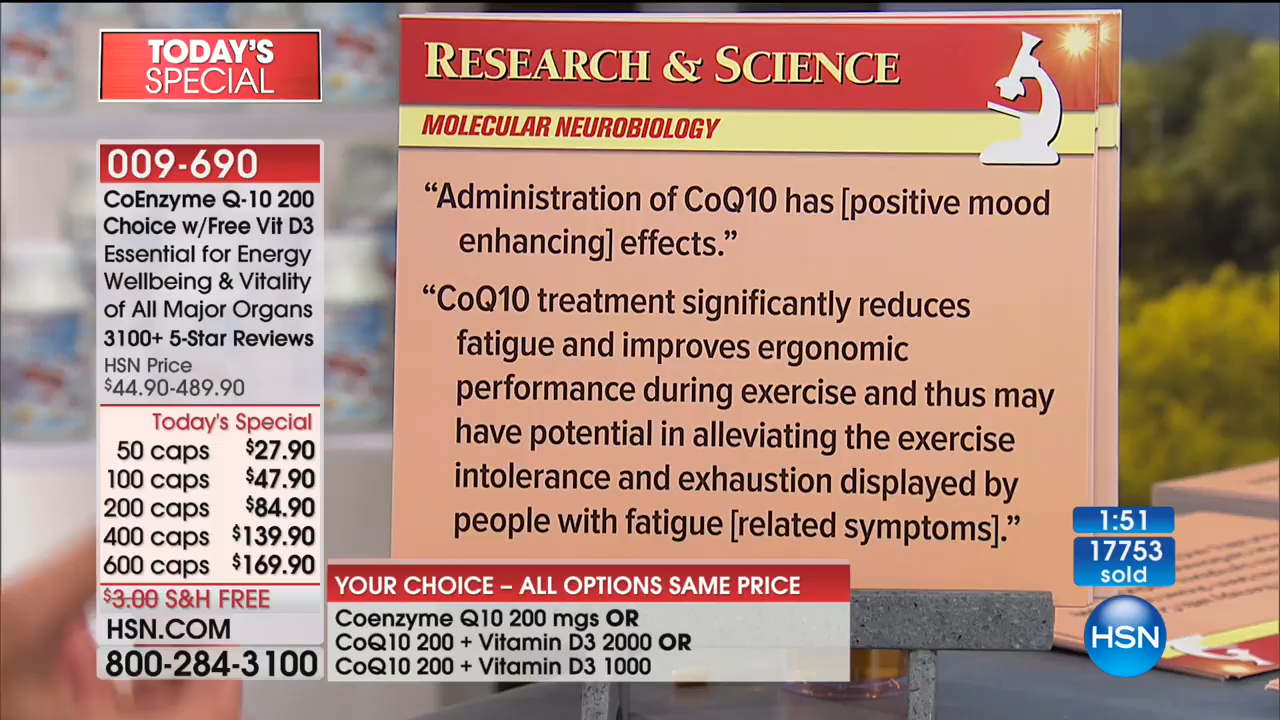 TODAY'S
SPECIAL
009-690
CoEnzyme Q-10 200
Choice w/Free Vit D3
Essential for Energy
Wellbeing & Vitality
of All Major Organs
3100+ 5-Star Reviews
HSN Price
$44.90-489.90
Today's Special
50 caps $27.90
100 caps $47.90
200 caps $84.90
400 caps $139.90
600 caps $169.90
$3.00 S&H FREE
HSN.COM
800-284-3100
RESEARCH & SCIENCE
MOLECULAR NEUROBIOLOGY
“Administration of CoQ10 has [positive mood
enhancing] effects.”
“CoQ10 treatment significantly reduces
fatigue and improves ergonomic
performance during exercise and thus may
have potential in alleviating the exercise
intolerance and exhaustion displayed by
people with fatigue [related symptoms].”
YOUR CHOICE – ALL OPTIONS SAME PRICE
Coenzyme Q10 200 mgs OR
CoQ10 200 + Vitamin D3 2000 OR
CoQ10 200 + Vitamin D3 1000
1:51
17753
sold
HSN